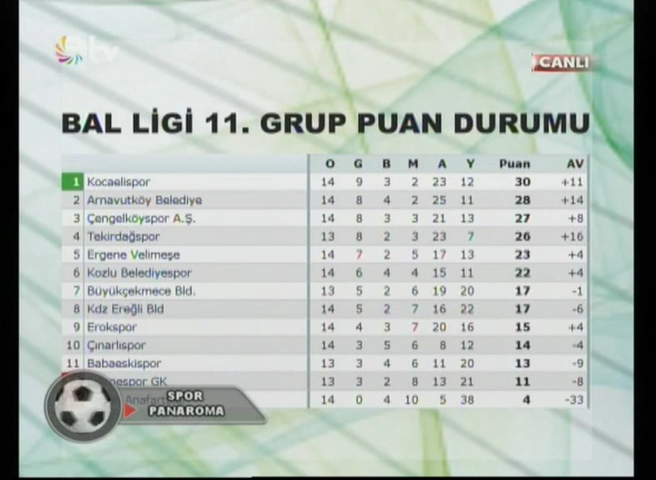 tv
CANLI
BAL LİGİ 11. GRUP PUAN DURUMU
O G B M A Y Puan AV
1 Kocaelispor 14 9 3 2 23 12 30 +11
2 Arnavutköy Belediye 14 8 4 2 25 11 28 +14
3 Çengelköyspor A.Ş. 14 8 3 3 21 13 27 +8
4 Tekirdağspor 13 8 2 3 23 7 26 +16
5 Ergene Velimeşe 14 7 2 5 17 13 23 +4
6 Kozlu Belediyespor 14 6 4 4 15 11 22 +4
7 Büyükçekmece Bld. 13 5 2 6 19 20 17 -1
8 Kdz Ereğli Bld 14 5 2 7 16 22 17 -6
9 Erokspor 14 4 3 7 20 16 15 +4
10 Çınarlıspor 14 3 5 6 8 12 14 -4
11 Babaeskispor 13 3 4 6 11 20 13 -9
nespor GK 13 3 2 8 13 21 11 -8
Anafart 14 0 4 10 5 38 4 -33
SPOR
PANAROMA